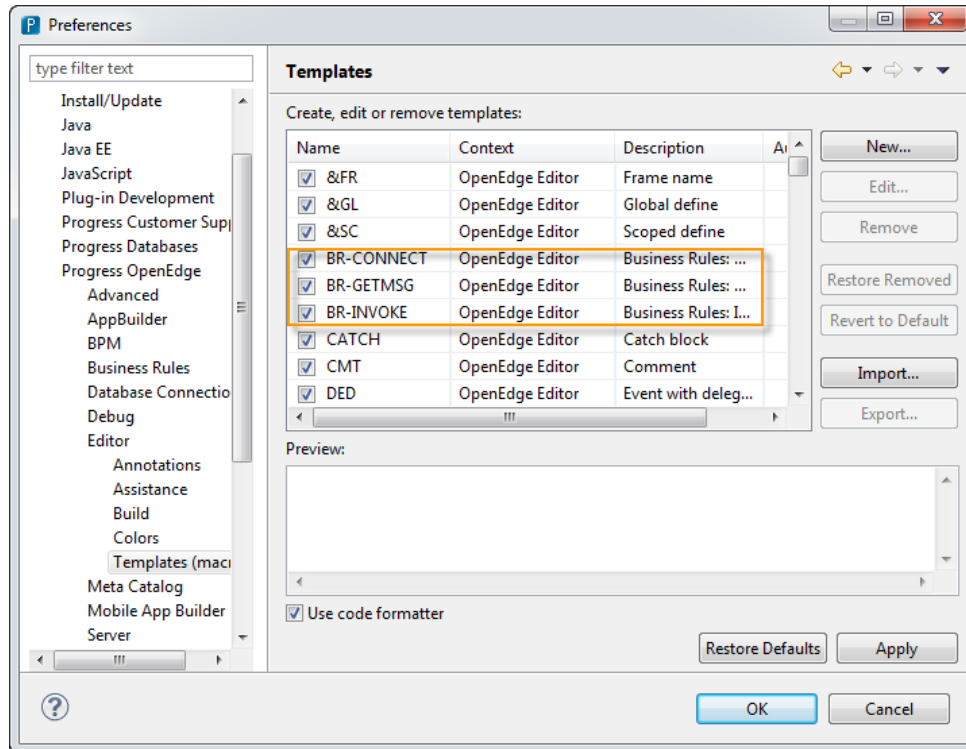 Preferences
type filter text
Install/Update
Java
Java EE
JavaScript
Plug-in Development
Progress Customer Supp
Progress Databases
Progress OpenEdge
Advanced
AppBuilder
BPM
Business Rules
Database Connectio
Debug
Editor
Annotations
Assistance
Build
Colors
Templates (macr
Meta Catalog
Mobile App Builder
Server
Templates
Create, edit or remove templates:
Name Context Description Au
&FR OpenEdge Editor Frame name
&GL OpenEdge Editor Global define
&SC OpenEdge Editor Scoped define
BR-CONNECT OpenEdge Editor Business Rules: ...
BR-GETMSG OpenEdge Editor Business Rules: ...
BR-INVOKE OpenEdge Editor Business Rules: I...
CATCH OpenEdge Editor Catch block
CMT OpenEdge Editor Comment
DED OpenEdge Editor Event with deleg...
New...
Edit...
Remove
Restore Removed
Revert to Default
Import...
Export...
Preview:
Use code formatter
Restore Defaults
Apply
OK
Cancel